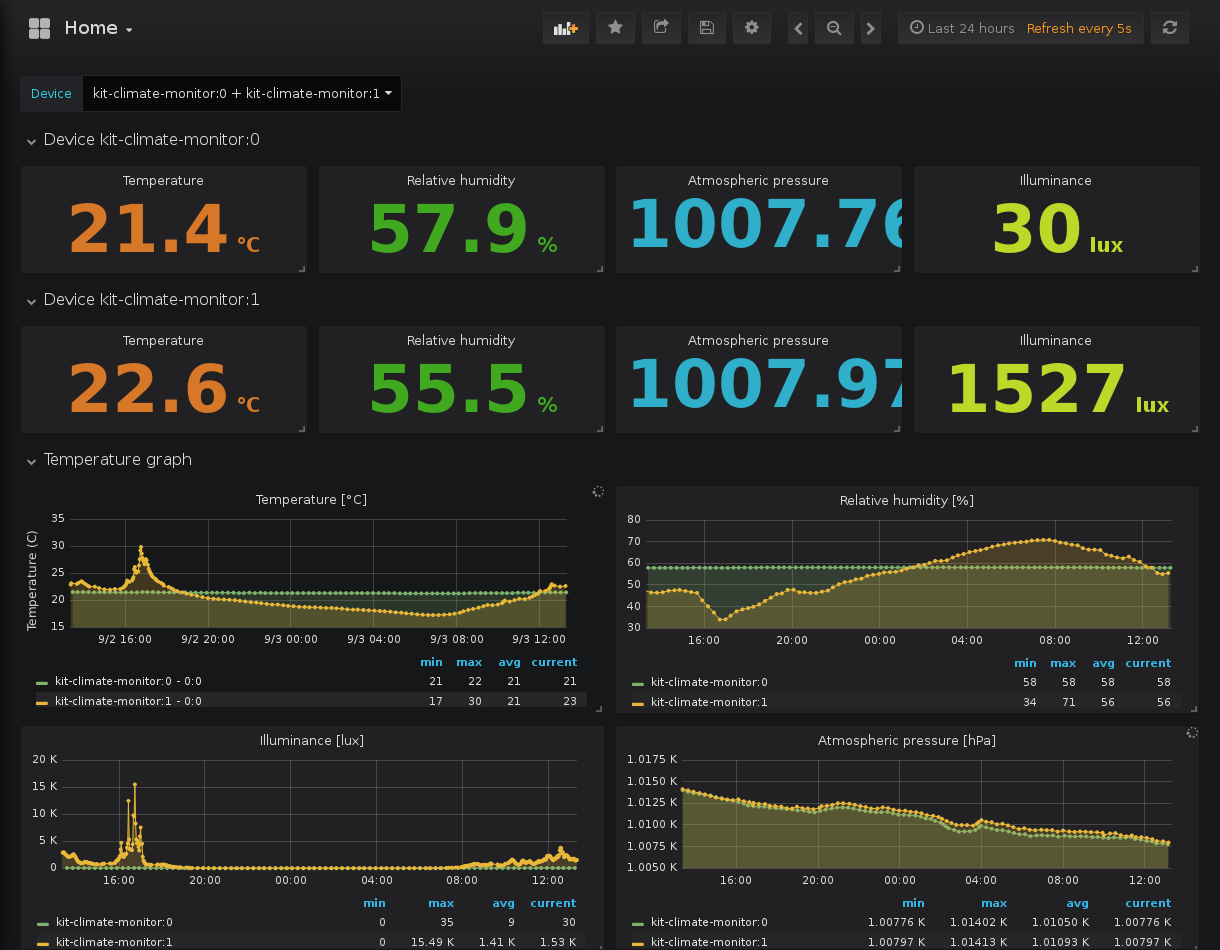 Home
Last 24 hours Refresh every 5s
Device kit-climate-monitor:0 + kit-climate-monitor:1
Device kit-climate-monitor:0
Temperature Relative humidity Atmospheric pressure Illuminance
21.4 °C 57.9 % 1007.76 30 lux
Device kit-climate-monitor:1
Temperature Relative humidity Atmospheric pressure Illuminance
22.6 °C 55.5 % 1007.97 1527 lux
Temperature graph
Temperature [°C]
Temperature (C)
35
30
25
20
15
9/2 16:00 9/2 20:00 9/3 00:00 9/3 04:00 9/3 08:00 9/3 12:00
min max avg current
kit-climate-monitor:0 - 0:0 21 22 21 21
kit-climate-monitor:1 - 0:0 17 30 21 23
Relative humidity [%]
80
70
60
50
40
30
16:00 20:00 00:00 04:00 08:00 12:00
min max avg current
kit-climate-monitor:0 58 58 58 58
kit-climate-monitor:1 34 71 56 56
Illuminance [lux]
20 K
15 K
10 K
5 K
0
16:00 20:00 00:00 04:00 08:00 12:00
min max avg current
kit-climate-monitor:0 0 35 9 30
kit-climate-monitor:1 0 15.49 K 1.41 K 1.53 K
Atmospheric pressure [hPa]
1.0175 K
1.0150 K
1.0125 K
1.0100 K
1.0075 K
1.0050 K
16:00 20:00 00:00 04:00 08:00 12:00
min max avg current
kit-climate-monitor:0 1.00776 K 1.01402 K 1.01050 K 1.00776 K
kit-climate-monitor:1 1.00797 K 1.01413 K 1.01093 K 1.00797 K